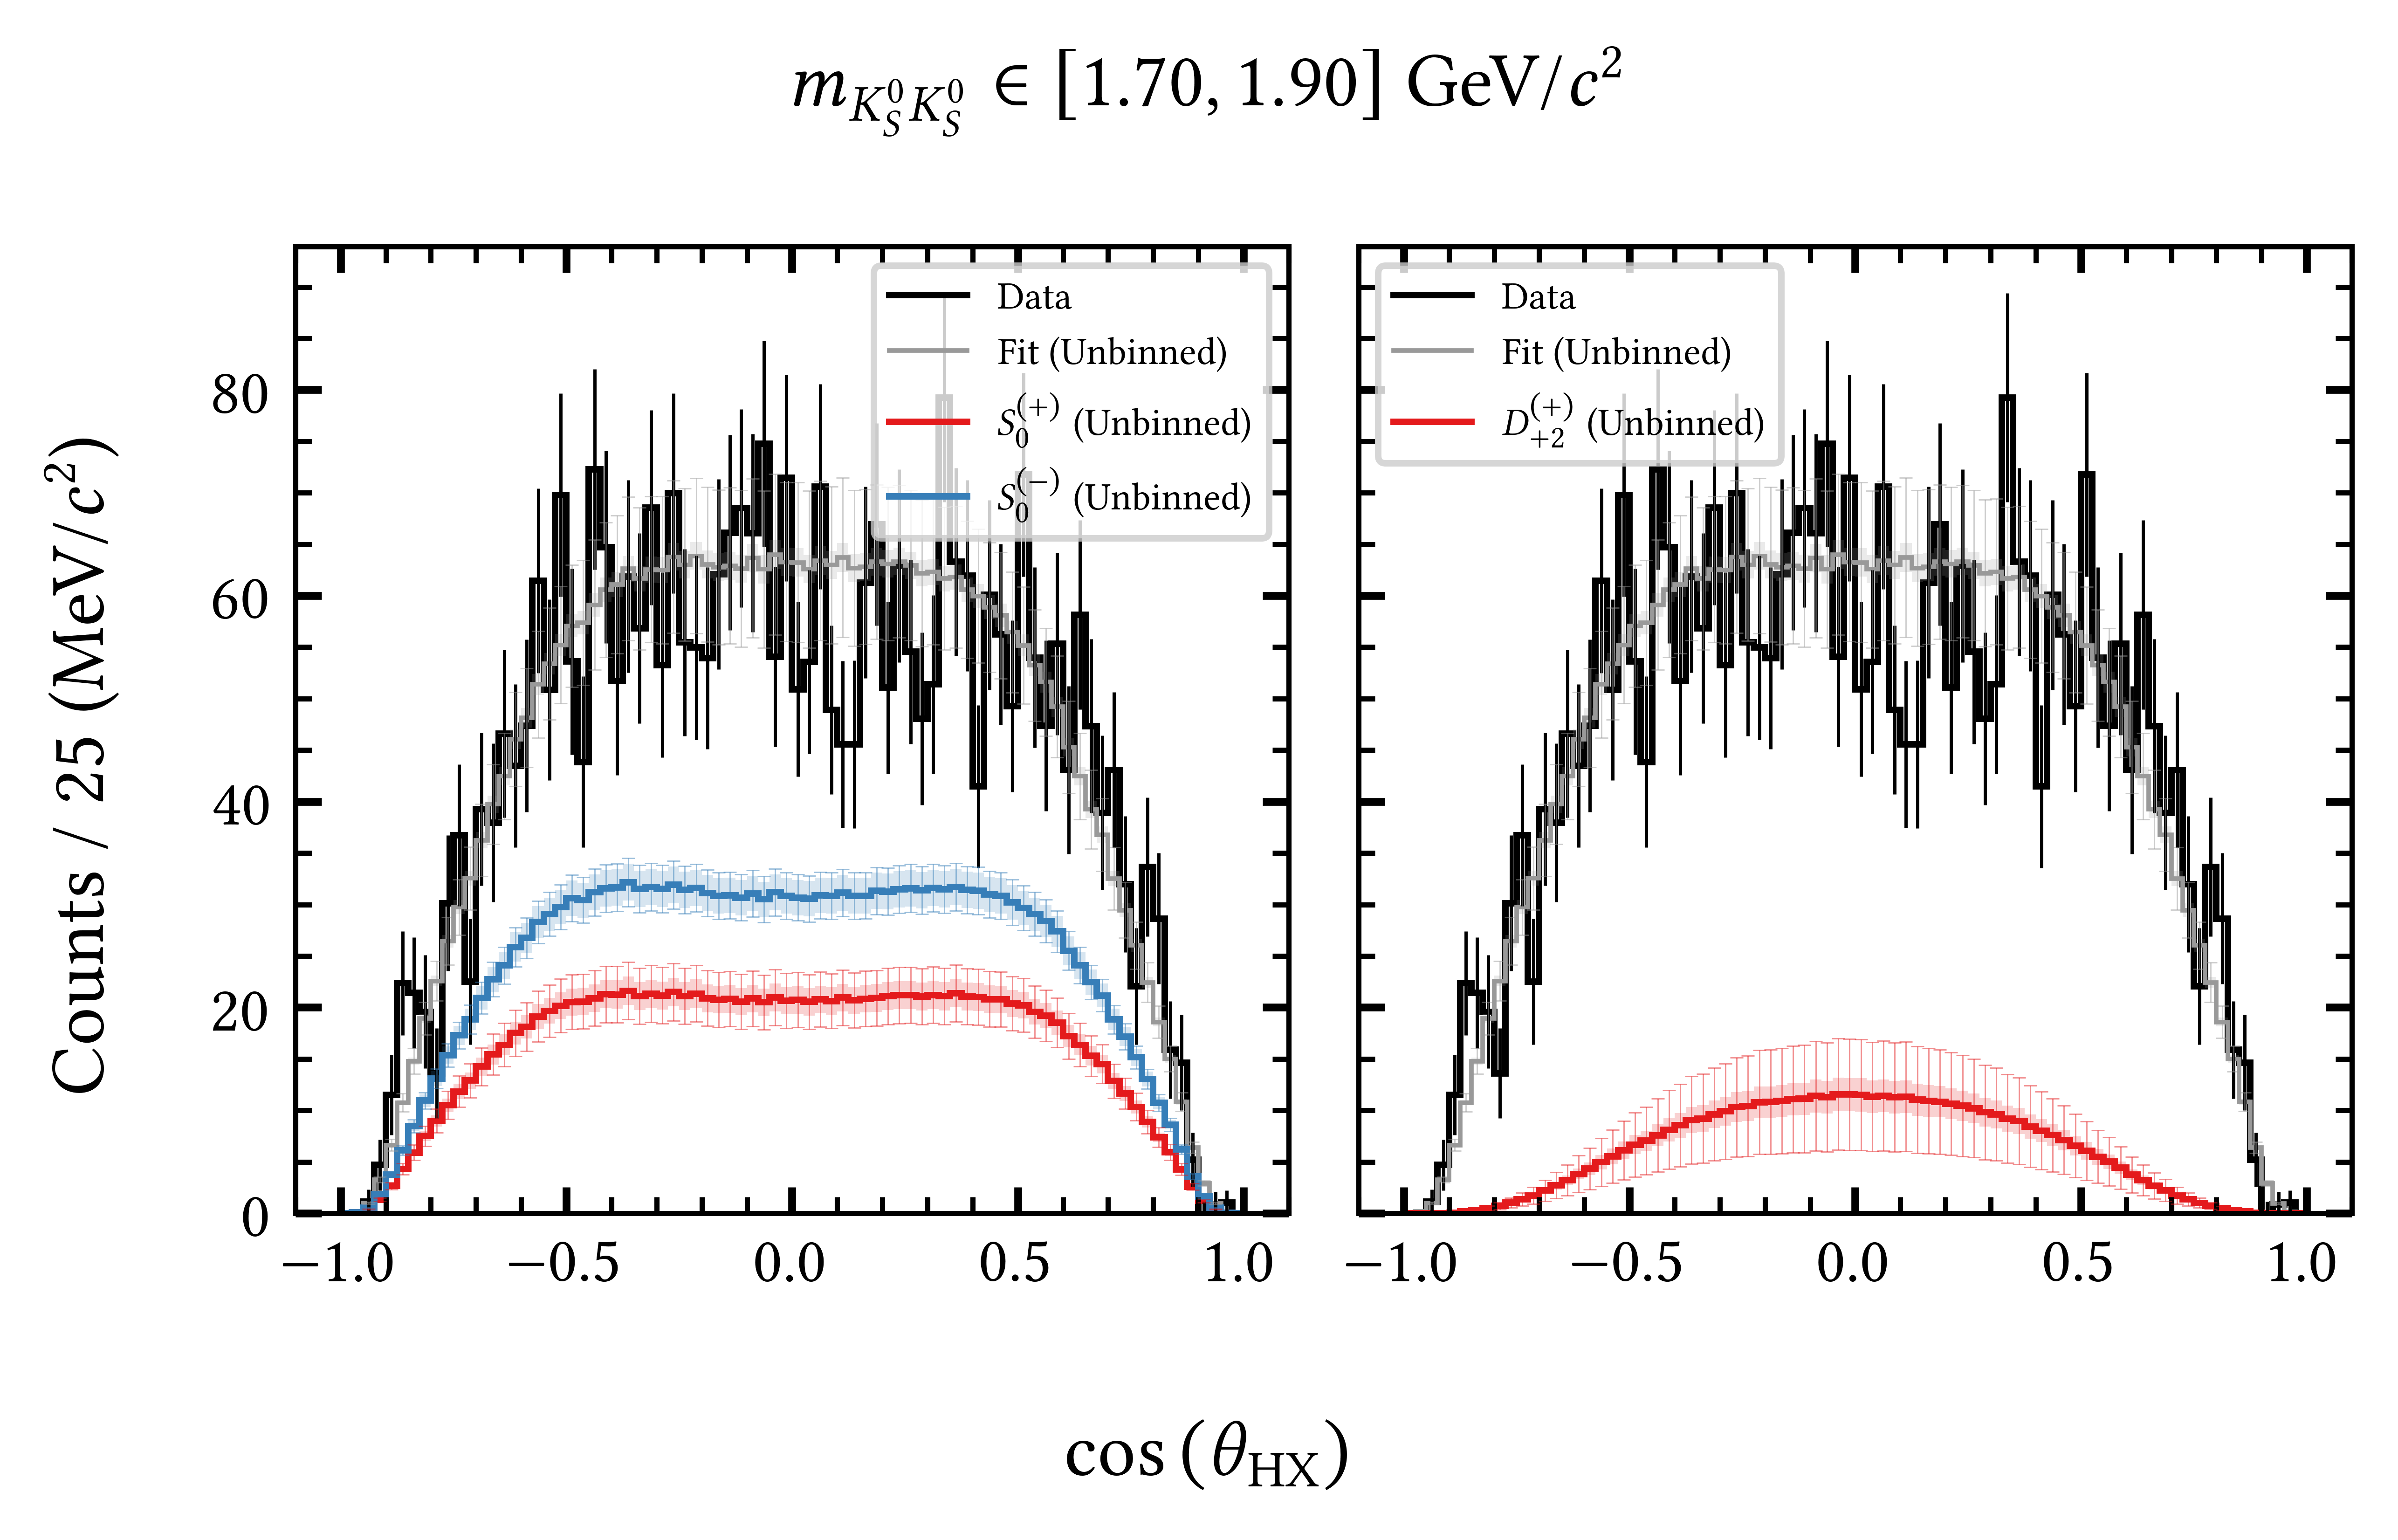 m_{K_S^0 K_S^0} ∈ [1.70, 1.90] GeV/c²
Counts / 25 (MeV/c²)
80
60
40
20
0
Data
Fit (Unbinned)
S_0^{(+)} (Unbinned)
S_0^{(−)} (Unbinned)
Data
Fit (Unbinned)
D_{+2}^{(+)} (Unbinned)
−1.0 −0.5 0.0 0.5 1.0
−1.0 −0.5 0.0 0.5 1.0
cos (θ_{HX})